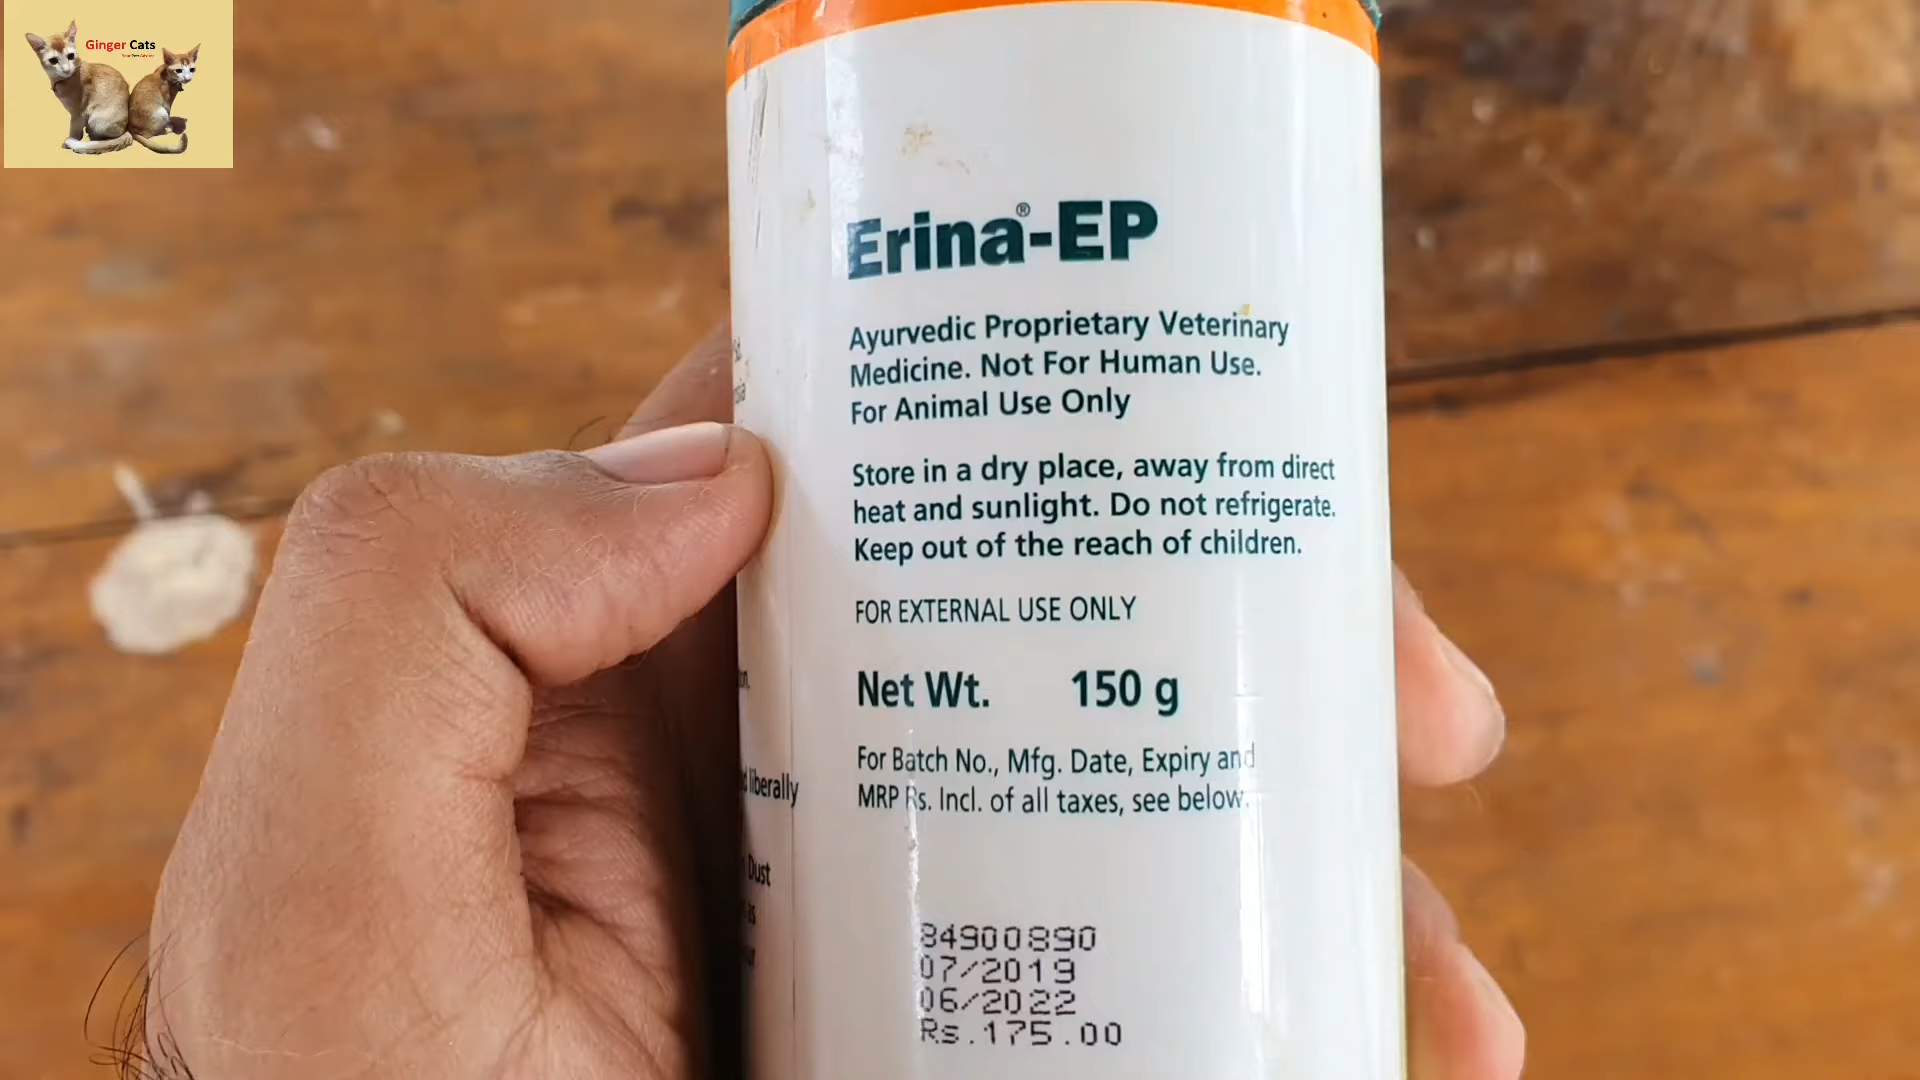 Ginger Cats
Erina®-EP
Ayurvedic Proprietary Veterinary
Medicine. Not For Human Use.
For Animal Use Only
Store in a dry place, away from direct
heat and sunlight. Do not refrigerate.
Keep out of the reach of children.
FOR EXTERNAL USE ONLY
Net Wt. 150 g
For Batch No., Mfg. Date, Expiry and
MRP Rs. Incl. of all taxes, see below.
84900890
07/2019
06/2022
Rs.175.00
liberally
Dust